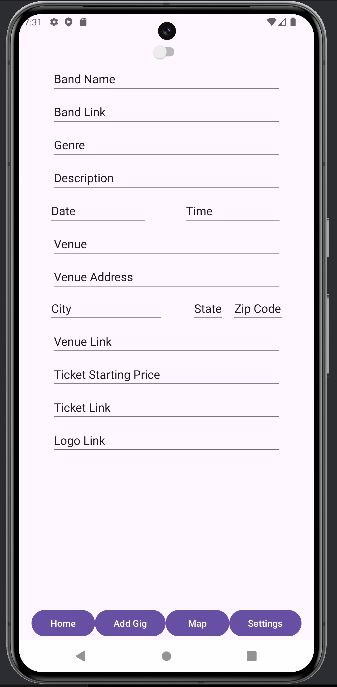 7:31
Band Name
Band Link
Genre
Description
Date Time
Venue
Venue Address
City State Zip Code
Venue Link
Ticket Starting Price
Ticket Link
Logo Link
Home Add Gig Map Settings